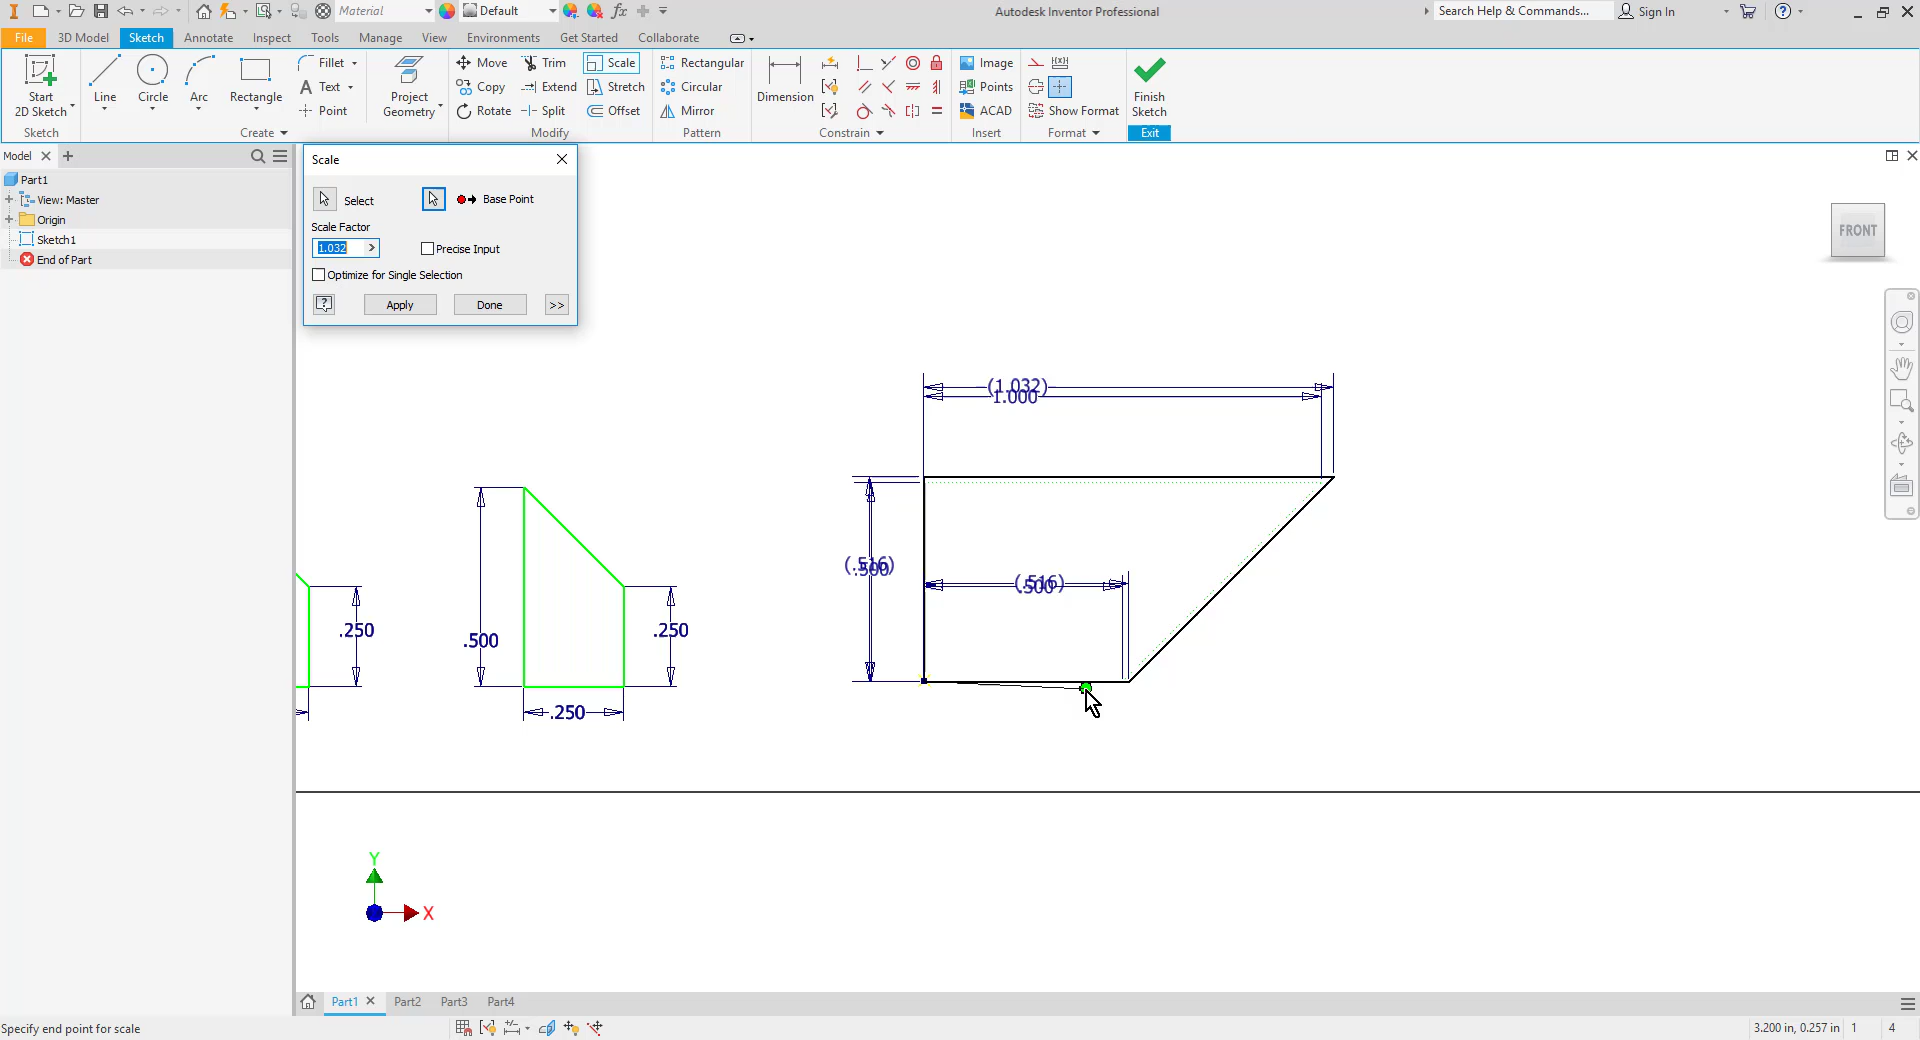 Material
Default
Autodesk Inventor Professional
Search Help & Commands...
Sign In
File
3D Model
Sketch
Annotate
Inspect
Tools
Manage
View
Environments
Get Started
Collaborate
Start
2D Sketch
Line
Circle
Arc
Rectangle
Fillet
Text
Point
Project
Geometry
Move
Copy
Rotate
Trim
Extend
Split
Scale
Stretch
Offset
Rectangular
Circular
Mirror
Dimension
Image
Points
ACAD
Show Format
Finish
Sketch
Sketch
Create
Modify
Pattern
Constrain
Insert
Format
Exit
Model
Part1
View: Master
Origin
Sketch1
End of Part
Scale
Select
Base Point
Scale Factor
1.032
Precise Input
Optimize for Single Selection
Apply
Done
>>
FRONT
(1.032)
1.000
(.516)
.500
(.516)
.500
.250
.500
.250
.250
Y
X
Part1
Part2
Part3
Part4
Specify end point for scale
3.200 in, 0.257 in
1
4